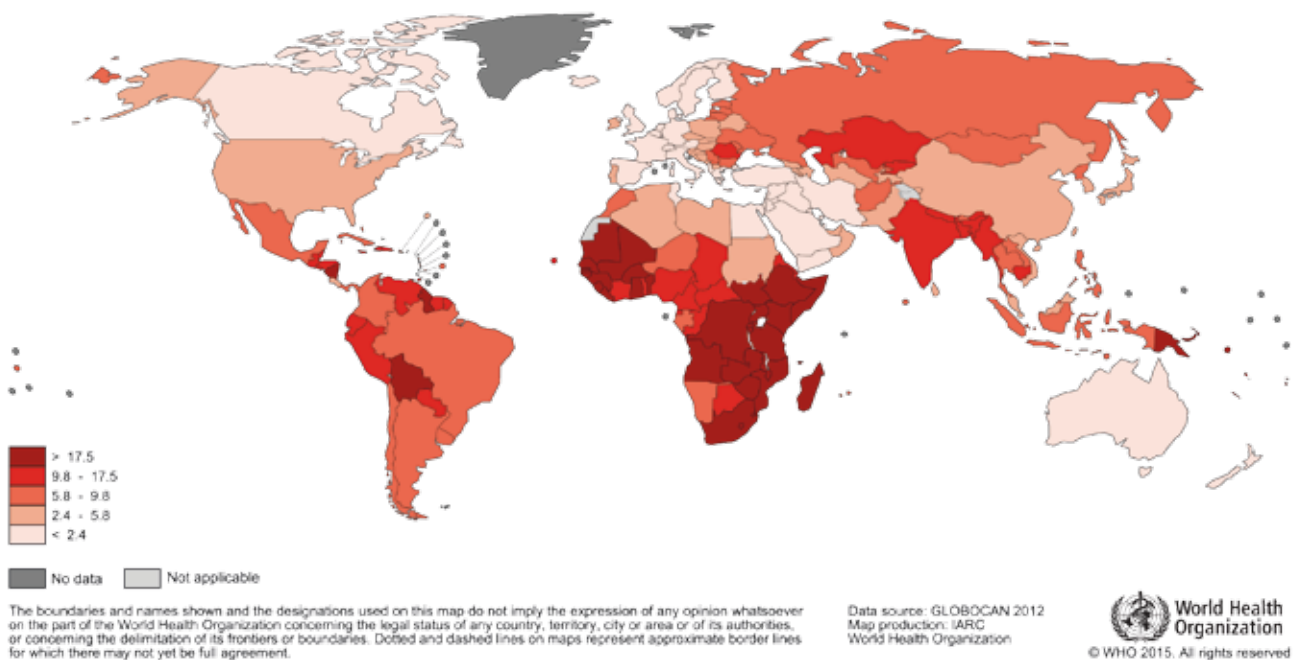 > 17.5
9.8 - 17.5
5.8 - 9.8
2.4 - 5.8
< 2.4
No data
Not applicable
The boundaries and names shown and the designations used on this map do not imply the expression of any opinion whatsoever
on the part of the World Health Organization concerning the legal status of any country, territory, city or area or of its authorities,
or concerning the delimitation of its frontiers or boundaries. Dotted and dashed lines on maps represent approximate border lines
for which there may not yet be full agreement.
Data source: GLOBOCAN 2012
Map production: IARC
World Health Organization
World Health
Organization
© WHO 2015. All rights reserved